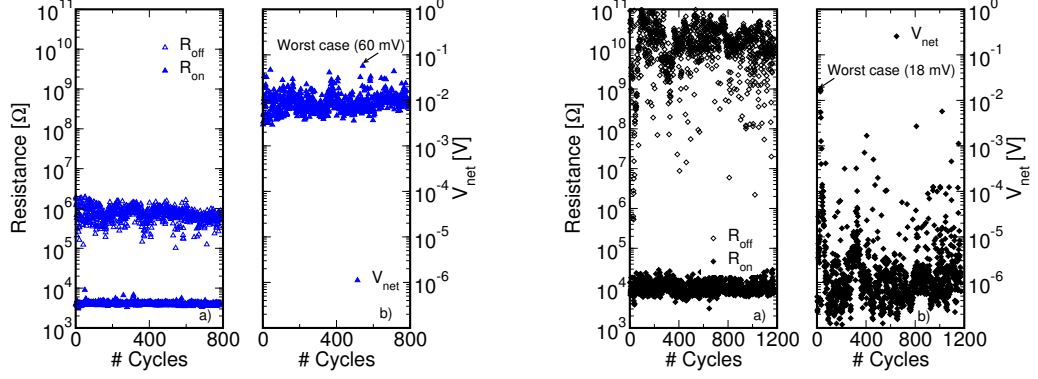 10^11
10^10
10^9
10^8
10^7
10^6
10^5
10^4
10^3
Resistance [Ω]
R_off
R_on
a)
0 400 800
# Cycles
Worst case (60 mV)
V_net
b)
0 400 800
# Cycles
10^0
10^-1
10^-2
10^-3
10^-4
10^-5
10^-6
V_net [V]
10^11
10^10
10^9
10^8
10^7
10^6
10^5
10^4
10^3
Resistance [Ω]
R_off
R_on
a)
0 400 800 1200
# Cycles
V_net
Worst case (18 mV)
b)
0 400 800 1200
# Cycles
10^0
10^-1
10^-2
10^-3
10^-4
10^-5
10^-6
V_net [V]